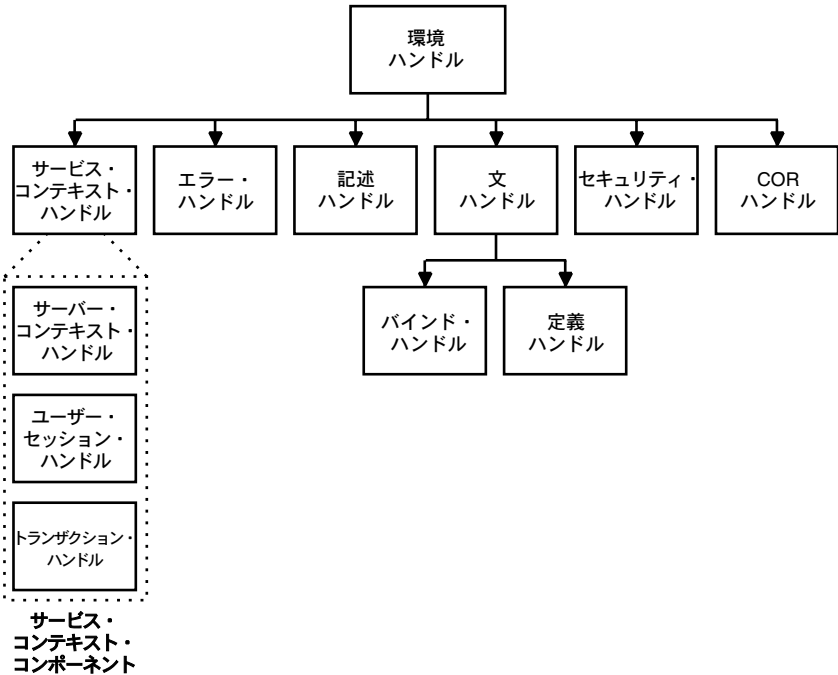 環境
ハンドル
サービス・
コンテキスト・
ハンドル
エラー・
ハンドル
記述
ハンドル
文
ハンドル
セキュリティ・
ハンドル
COR
ハンドル
サーバー・
コンテキスト・
ハンドル
ユーザー・
セッション・
ハンドル
トランザクション・
ハンドル
サービス・
コンテキスト・
コンポーネント
バインド・
ハンドル
定義
ハンドル